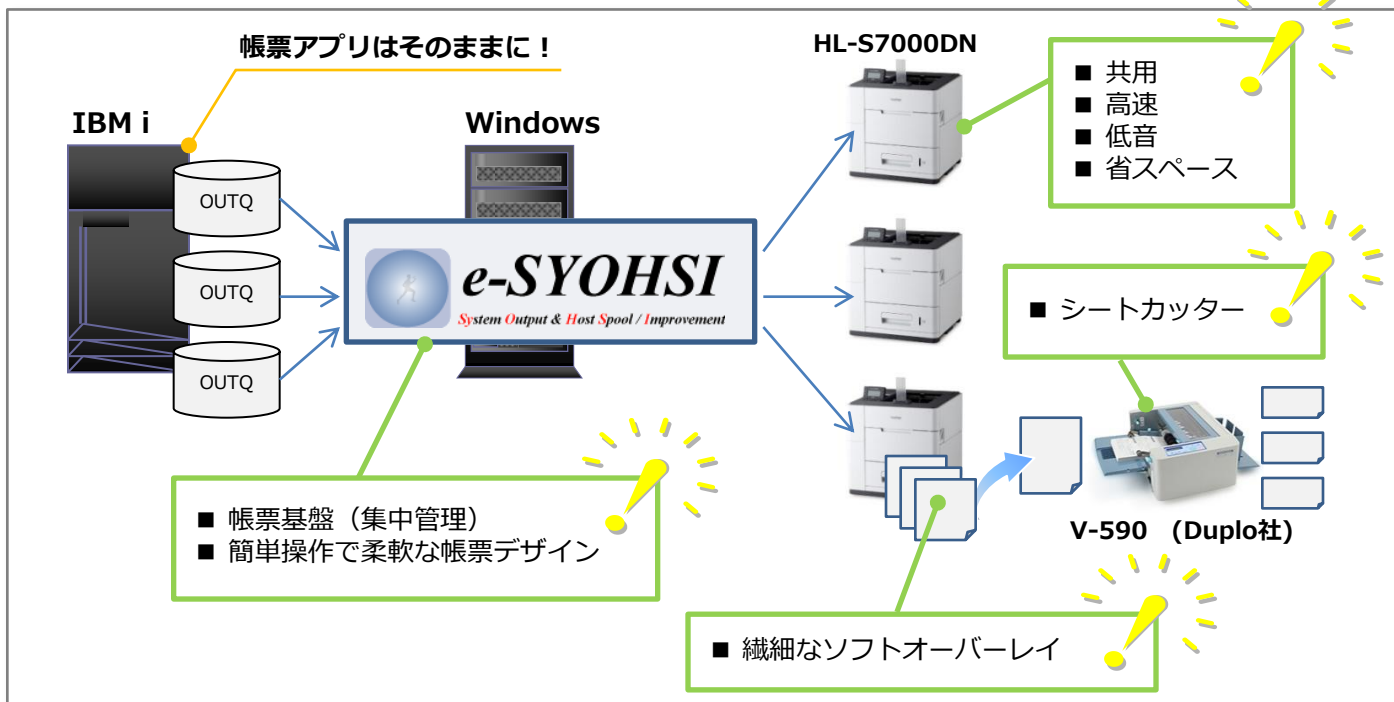 帳票アプリはそのままに!
HL-S7000DN
IBM i
Windows
OUTQ
OUTQ
OUTQ
e-SYOHSI
System Output & Host Spool / Improvement
■ 共用
■ 高速
■ 低音
■ 省スペース
■ シートカッター
■ 帳票基盤(集中管理)
■ 簡単操作で柔軟な帳票デザイン
V-590 (Duplo社)
■ 繊細なソフトオーバーレイ